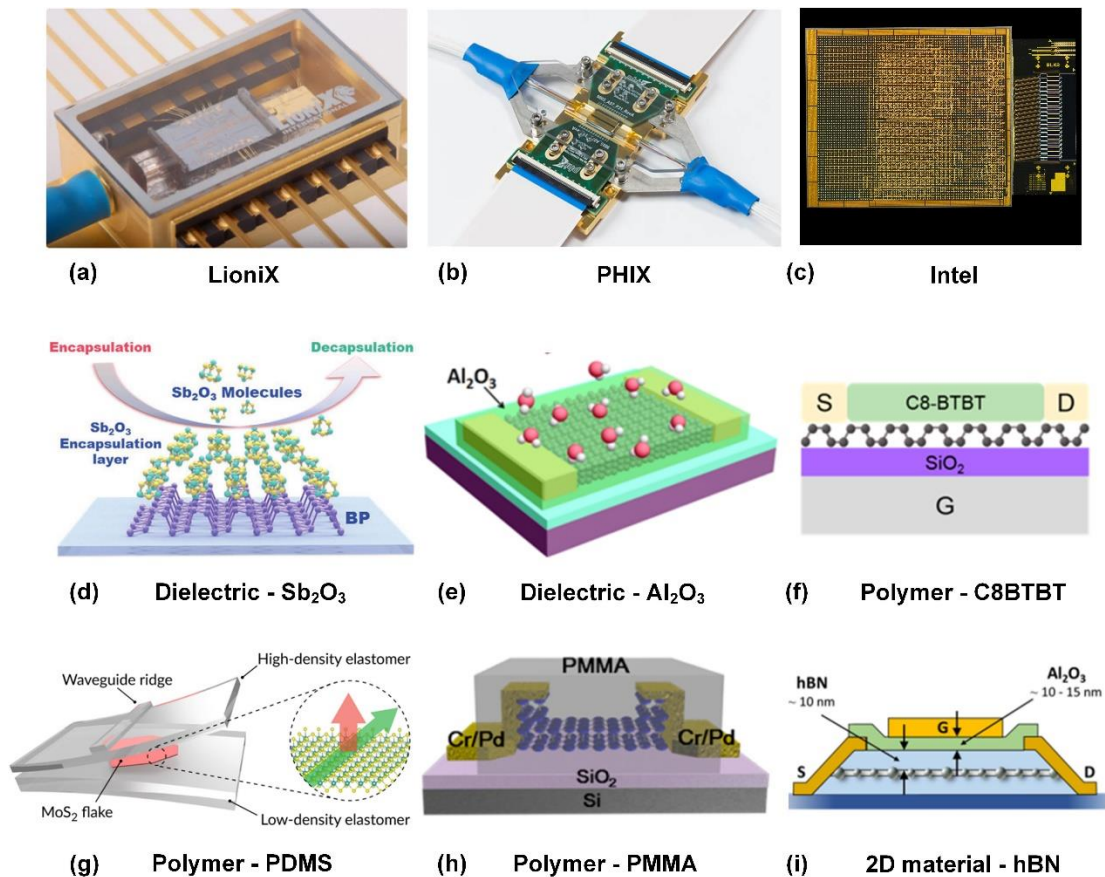 LIONIX
INTERNATIONAL
(a) LioniX
(b) PHIX
(c) Intel
Encapsulation
Decapsulation
Sb₂O₃ Molecules
Sb₂O₃
Encapsulation
layer
BP
(d) Dielectric - Sb₂O₃
Al₂O₃
(e) Dielectric - Al₂O₃
S
C8-BTBT
D
SiO₂
G
(f) Polymer - C8BTBT
High-density elastomer
Waveguide ridge
MoS₂ flake
Low-density elastomer
(g) Polymer - PDMS
PMMA
Cr/Pd
Cr/Pd
SiO₂
Si
(h) Polymer - PMMA
hBN
~ 10 nm
Al₂O₃
~ 10 - 15 nm
G
S
D
(i) 2D material - hBN